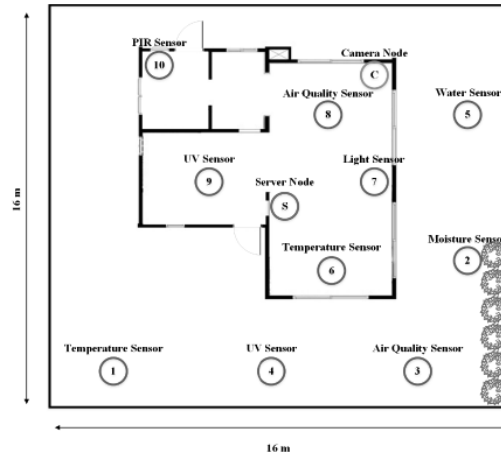 PIR Sensor
10
Camera Node
C
Air Quality Sensor
8
Water Sensor
5
UV Sensor
9
Light Sensor
7
Server Node
S
Temperature Sensor
6
Moisture Sensor
2
Temperature Sensor
1
UV Sensor
4
Air Quality Sensor
3
16 m
16 m